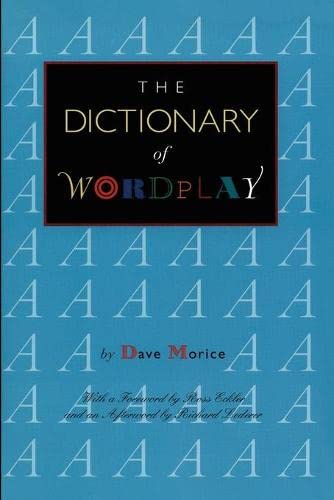 THE
DICTIONARY
of
WORDPLAY
by Dave Morice
With a Foreword by Ross Eckler
and an Afterword by Richard Lederer